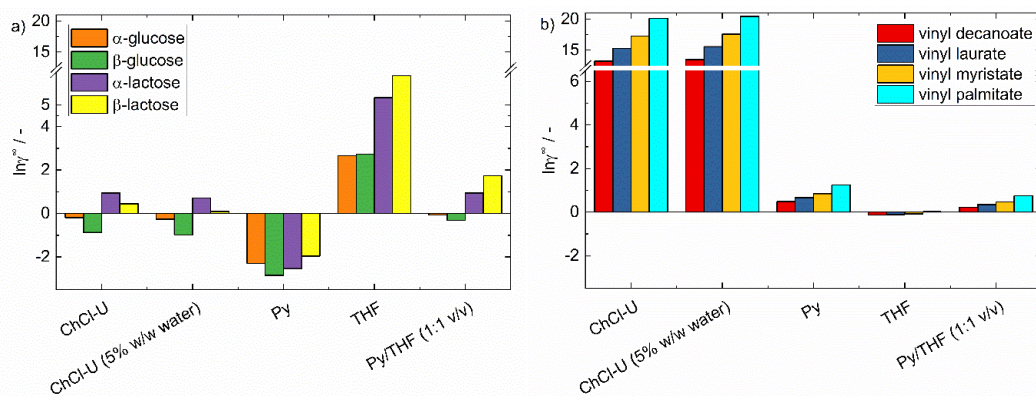 a)
α-glucose
β-glucose
α-lactose
β-lactose
20
15
5
2
0
-2
lnγ∞ / -
ChCl-U
ChCl-U (5% w/w water)
Py
THF
Py/THF (1:1 v/v)
b)
vinyl decanoate
vinyl laurate
vinyl myristate
vinyl palmitate
20
15
6
4
2
0
-2
lnγ∞ / -
ChCl-U
ChCl-U (5% w/w water)
Py
THF
Py/THF (1:1 v/v)